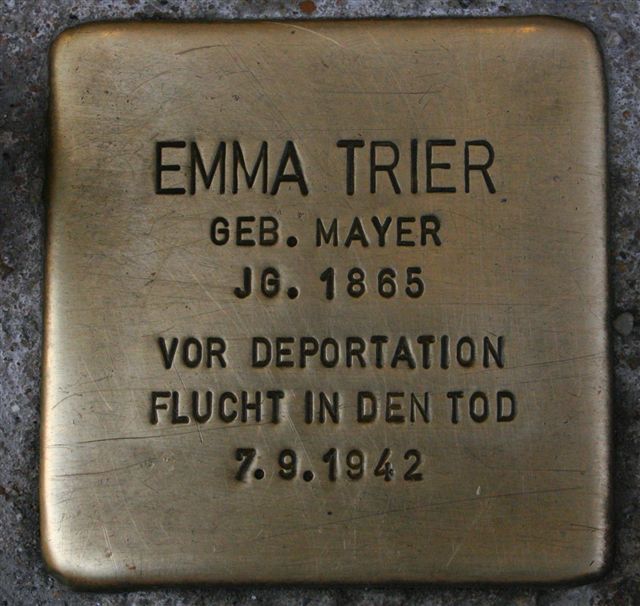 EMMA TRIER
GEB. MAYER
JG. 1865
VOR DEPORTATION
FLUCHT IN DEN TOD
7.9.1942